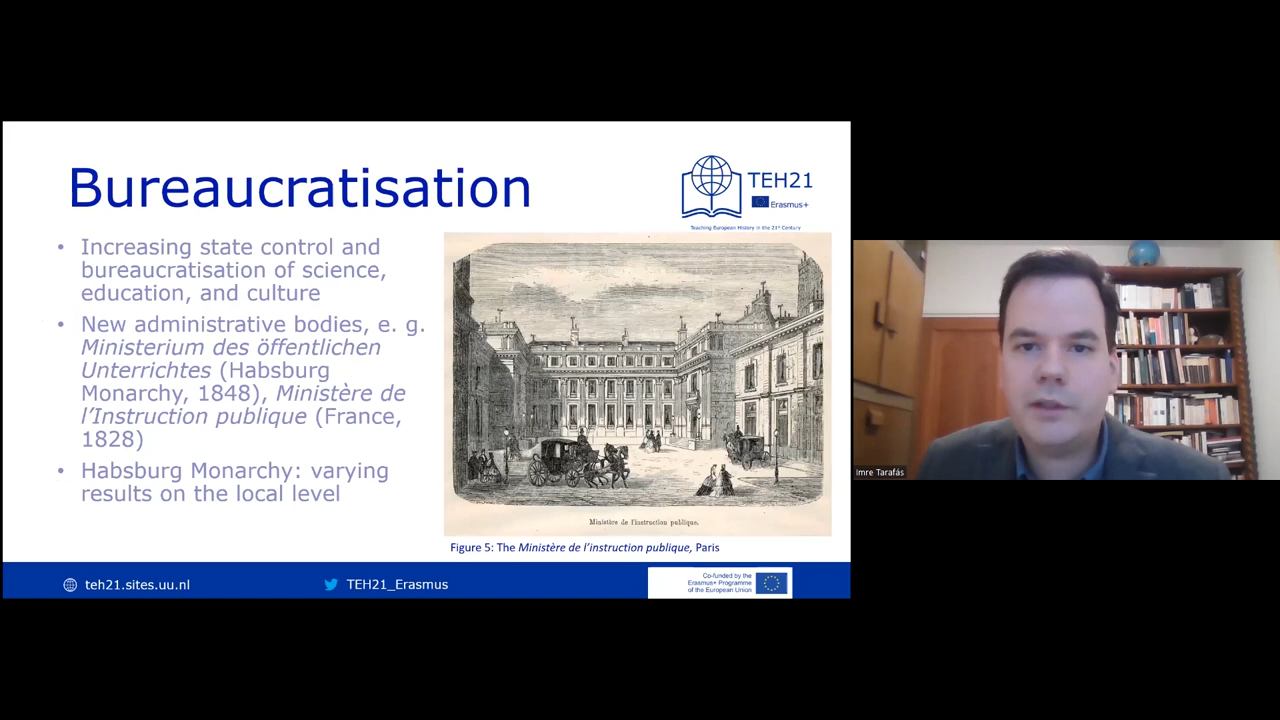 Bureaucratisation
TEH21
Erasmus+
Teaching European History in the 21st Century
• Increasing state control and
bureaucratisation of science,
education, and culture
• New administrative bodies, e. g.
Ministerium des öffentlichen
Unterrichtes (Habsburg
Monarchy, 1848), Ministère de
l’Instruction publique (France,
1828)
• Habsburg Monarchy: varying
results on the local level
Ministère de l'instruction publique.
Figure 5: The Ministère de l’instruction publique, Paris
teh21.sites.uu.nl
TEH21_Erasmus
Co-funded by the
Erasmus+ Programme
of the European Union
Imre Tarafás